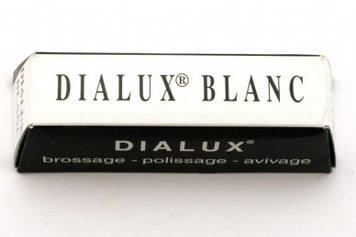 DIALUX® BLANC
DIALUX®
brossage - polissage - avivage